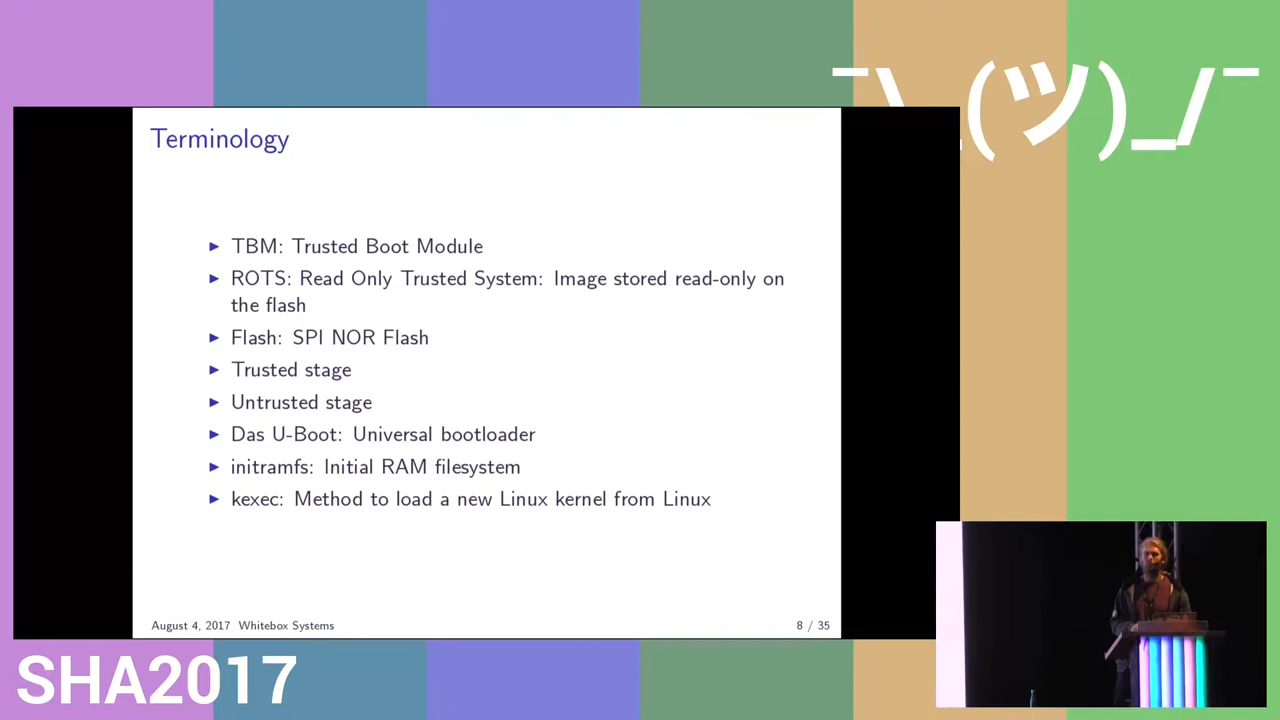 ¯\_(ツ)_/¯
Terminology
▶ TBM: Trusted Boot Module
▶ ROTS: Read Only Trusted System: Image stored read-only on
the flash
▶ Flash: SPI NOR Flash
▶ Trusted stage
▶ Untrusted stage
▶ Das U-Boot: Universal bootloader
▶ initramfs: Initial RAM filesystem
▶ kexec: Method to load a new Linux kernel from Linux
August 4, 2017 Whitebox Systems
8 / 35
SHA2017